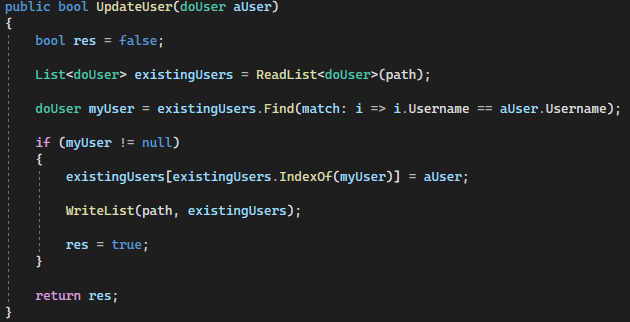 public bool UpdateUser(doUser aUser)
{
    bool res = false;
    List<doUser> existingUsers = ReadList<doUser>(path);
    doUser myUser = existingUsers.Find(match: i => i.Username == aUser.Username);
    if (myUser != null)
    {
        existingUsers[existingUsers.IndexOf(myUser)] = aUser;
        WriteList(path, existingUsers);
        res = true;
    }
    return res;
}